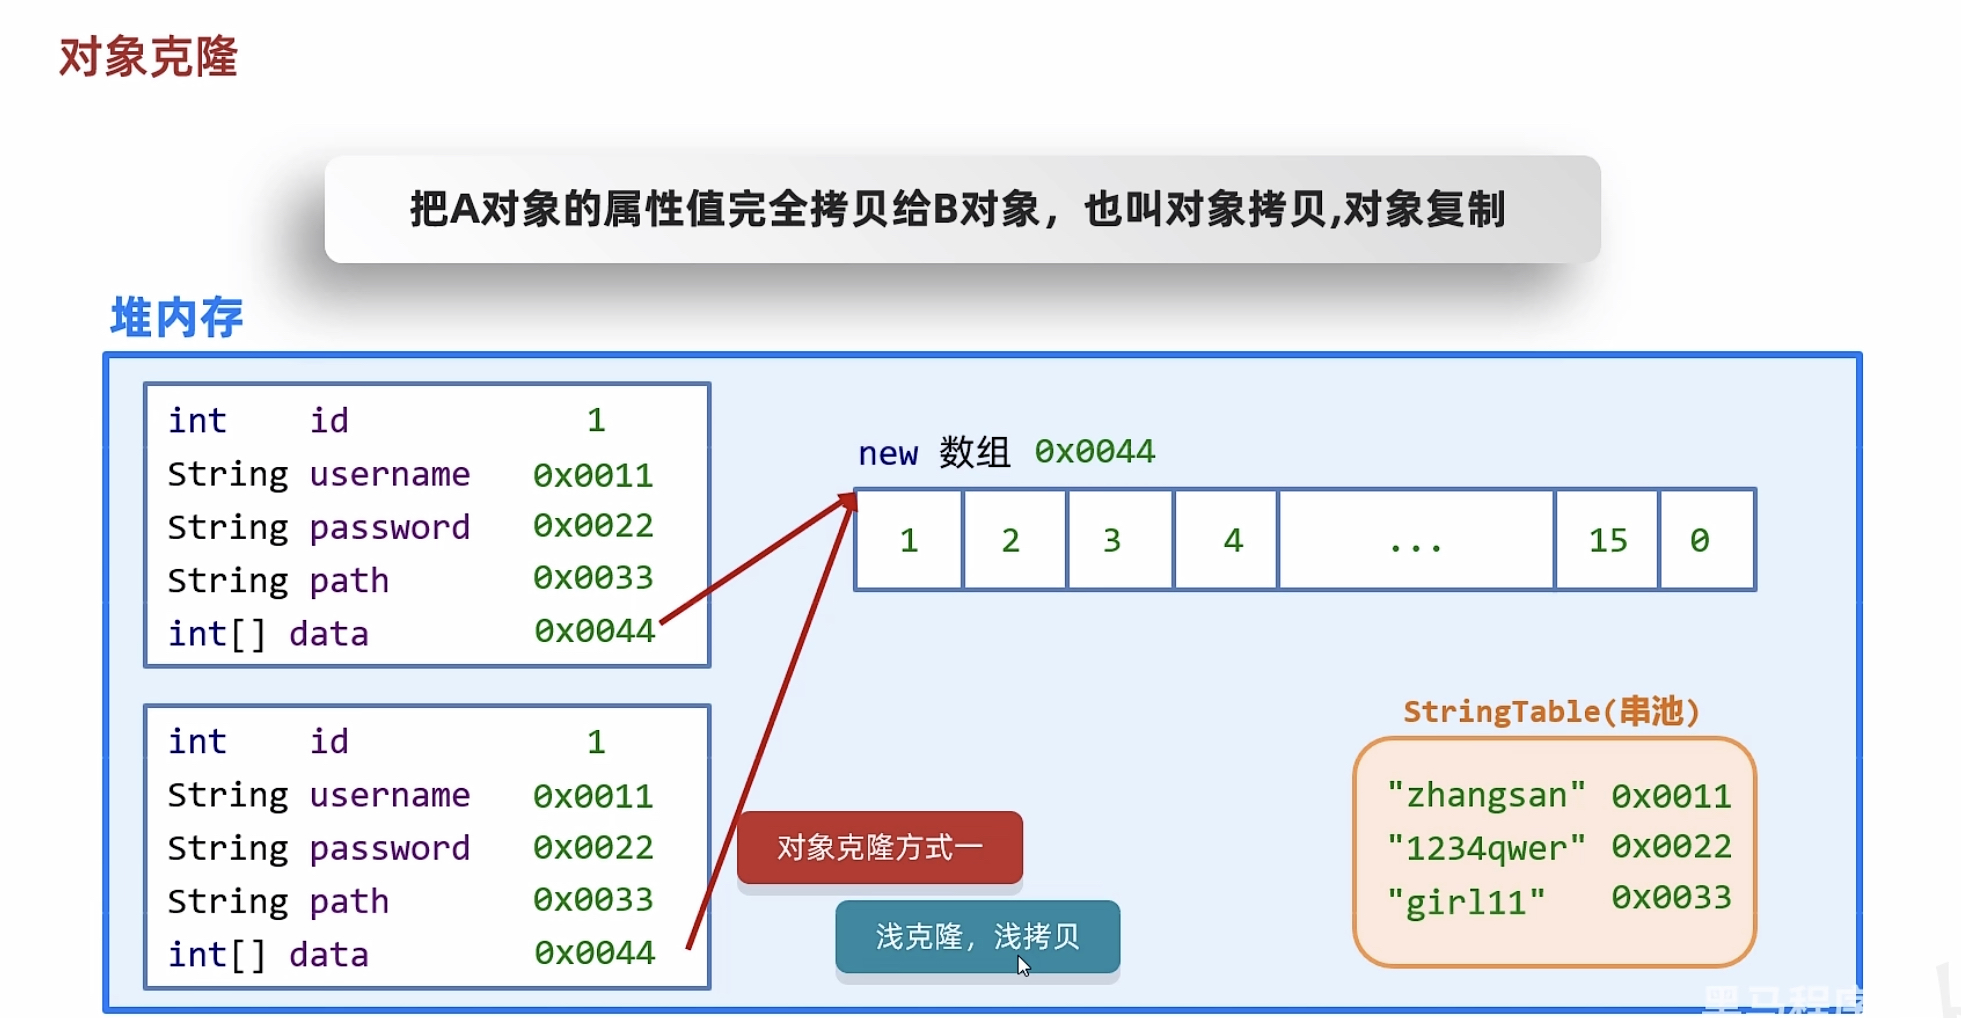 对象克隆
把A对象的属性值完全拷贝给B对象，也叫对象拷贝,对象复制
堆内存
int id 1
String username 0x0011
String password 0x0022
String path 0x0033
int[] data 0x0044
new 数组 0x0044
1 2 3 4 ... 15 0
int id 1
String username 0x0011
String password 0x0022
String path 0x0033
int[] data 0x0044
对象克隆方式一
浅克隆，浅拷贝
StringTable(串池)
"zhangsan" 0x0011
"1234qwer" 0x0022
"girl11" 0x0033
黑马程序